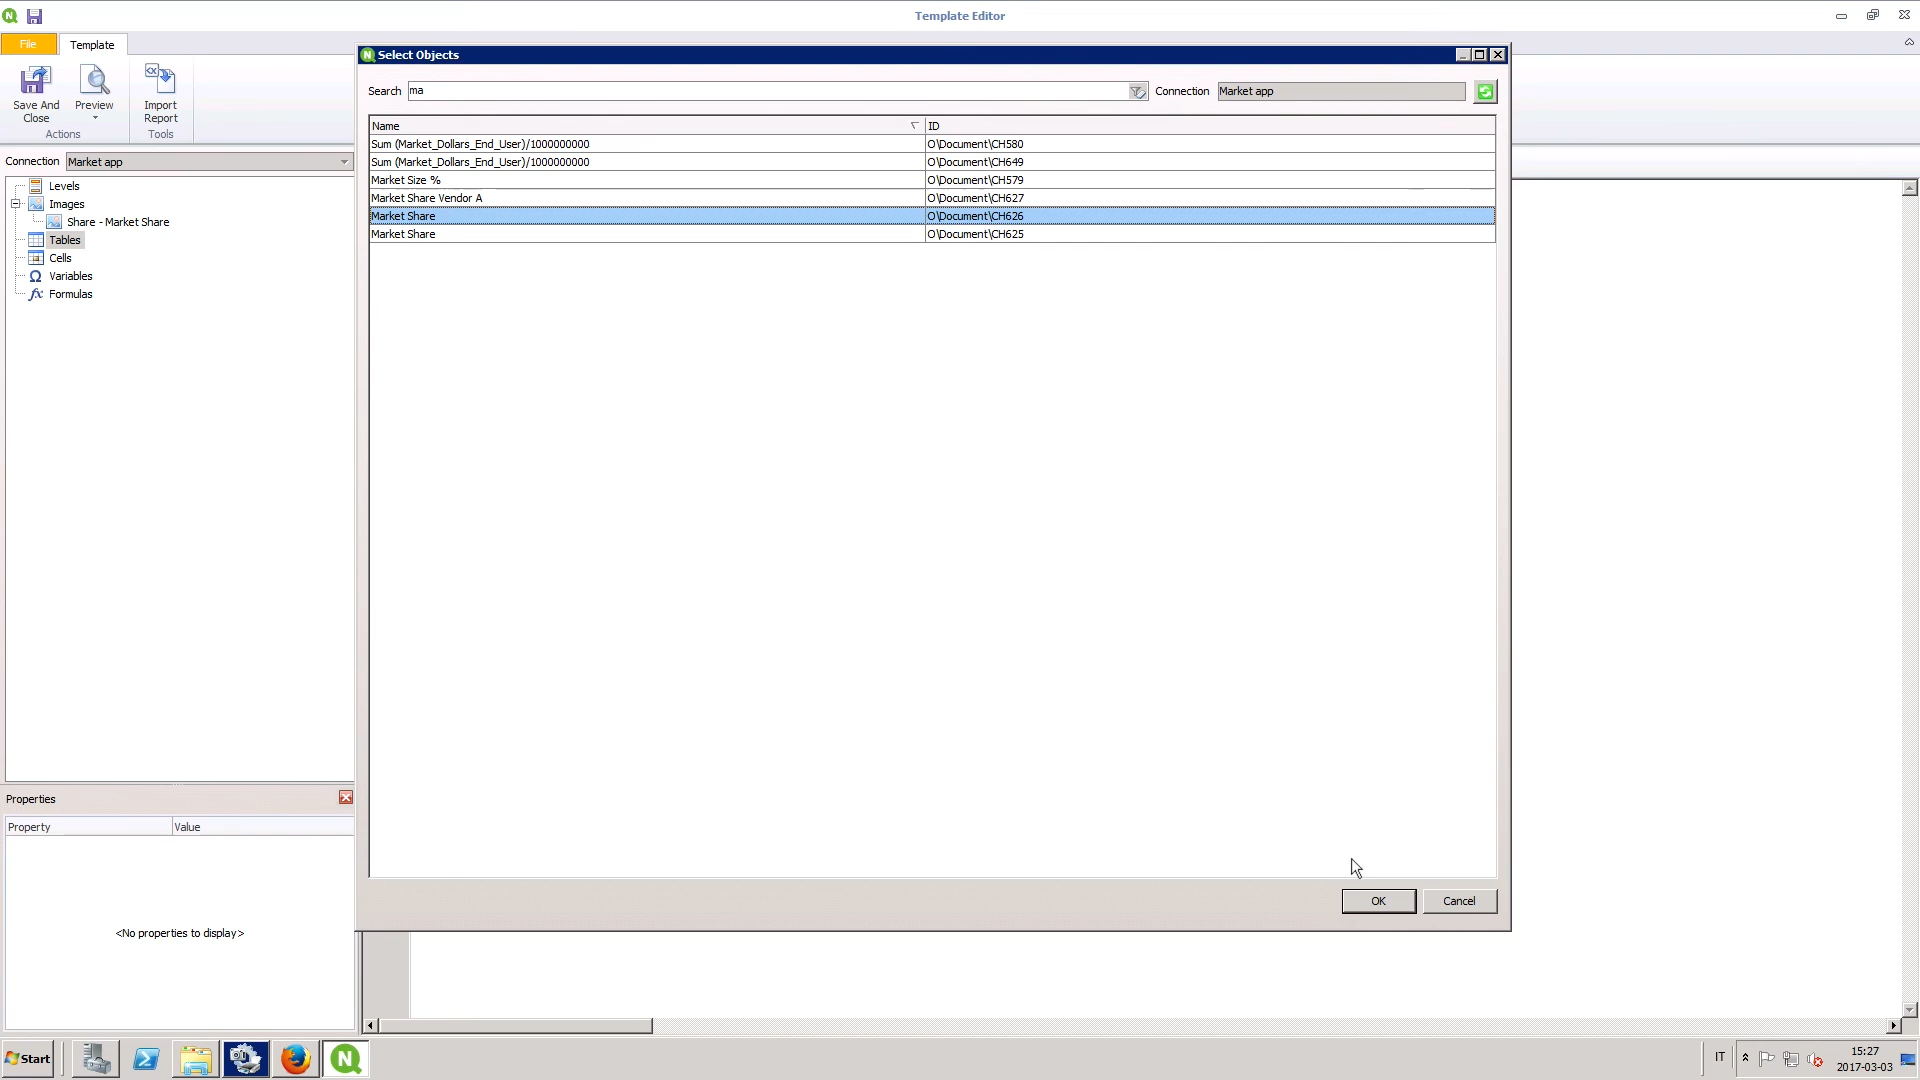 Template Editor
File
Template
Save And Close
Preview
Import Report
Actions
Tools
Select Objects
Search
ma
Connection
Market app
Name
ID
Sum (Market_Dollars_End_User)/1000000000
O\Document\CH580
Sum (Market_Dollars_End_User)/1000000000
O\Document\CH649
Market Size %
O\Document\CH579
Market Share Vendor A
O\Document\CH627
Market Share
O\Document\CH626
Market Share
O\Document\CH625
OK
Cancel
Connection
Market app
Levels
Images
Share - Market Share
Tables
Cells
Variables
Formulas
Properties
Property
Value
<No properties to display>
Start
IT
15:27
2017-03-03